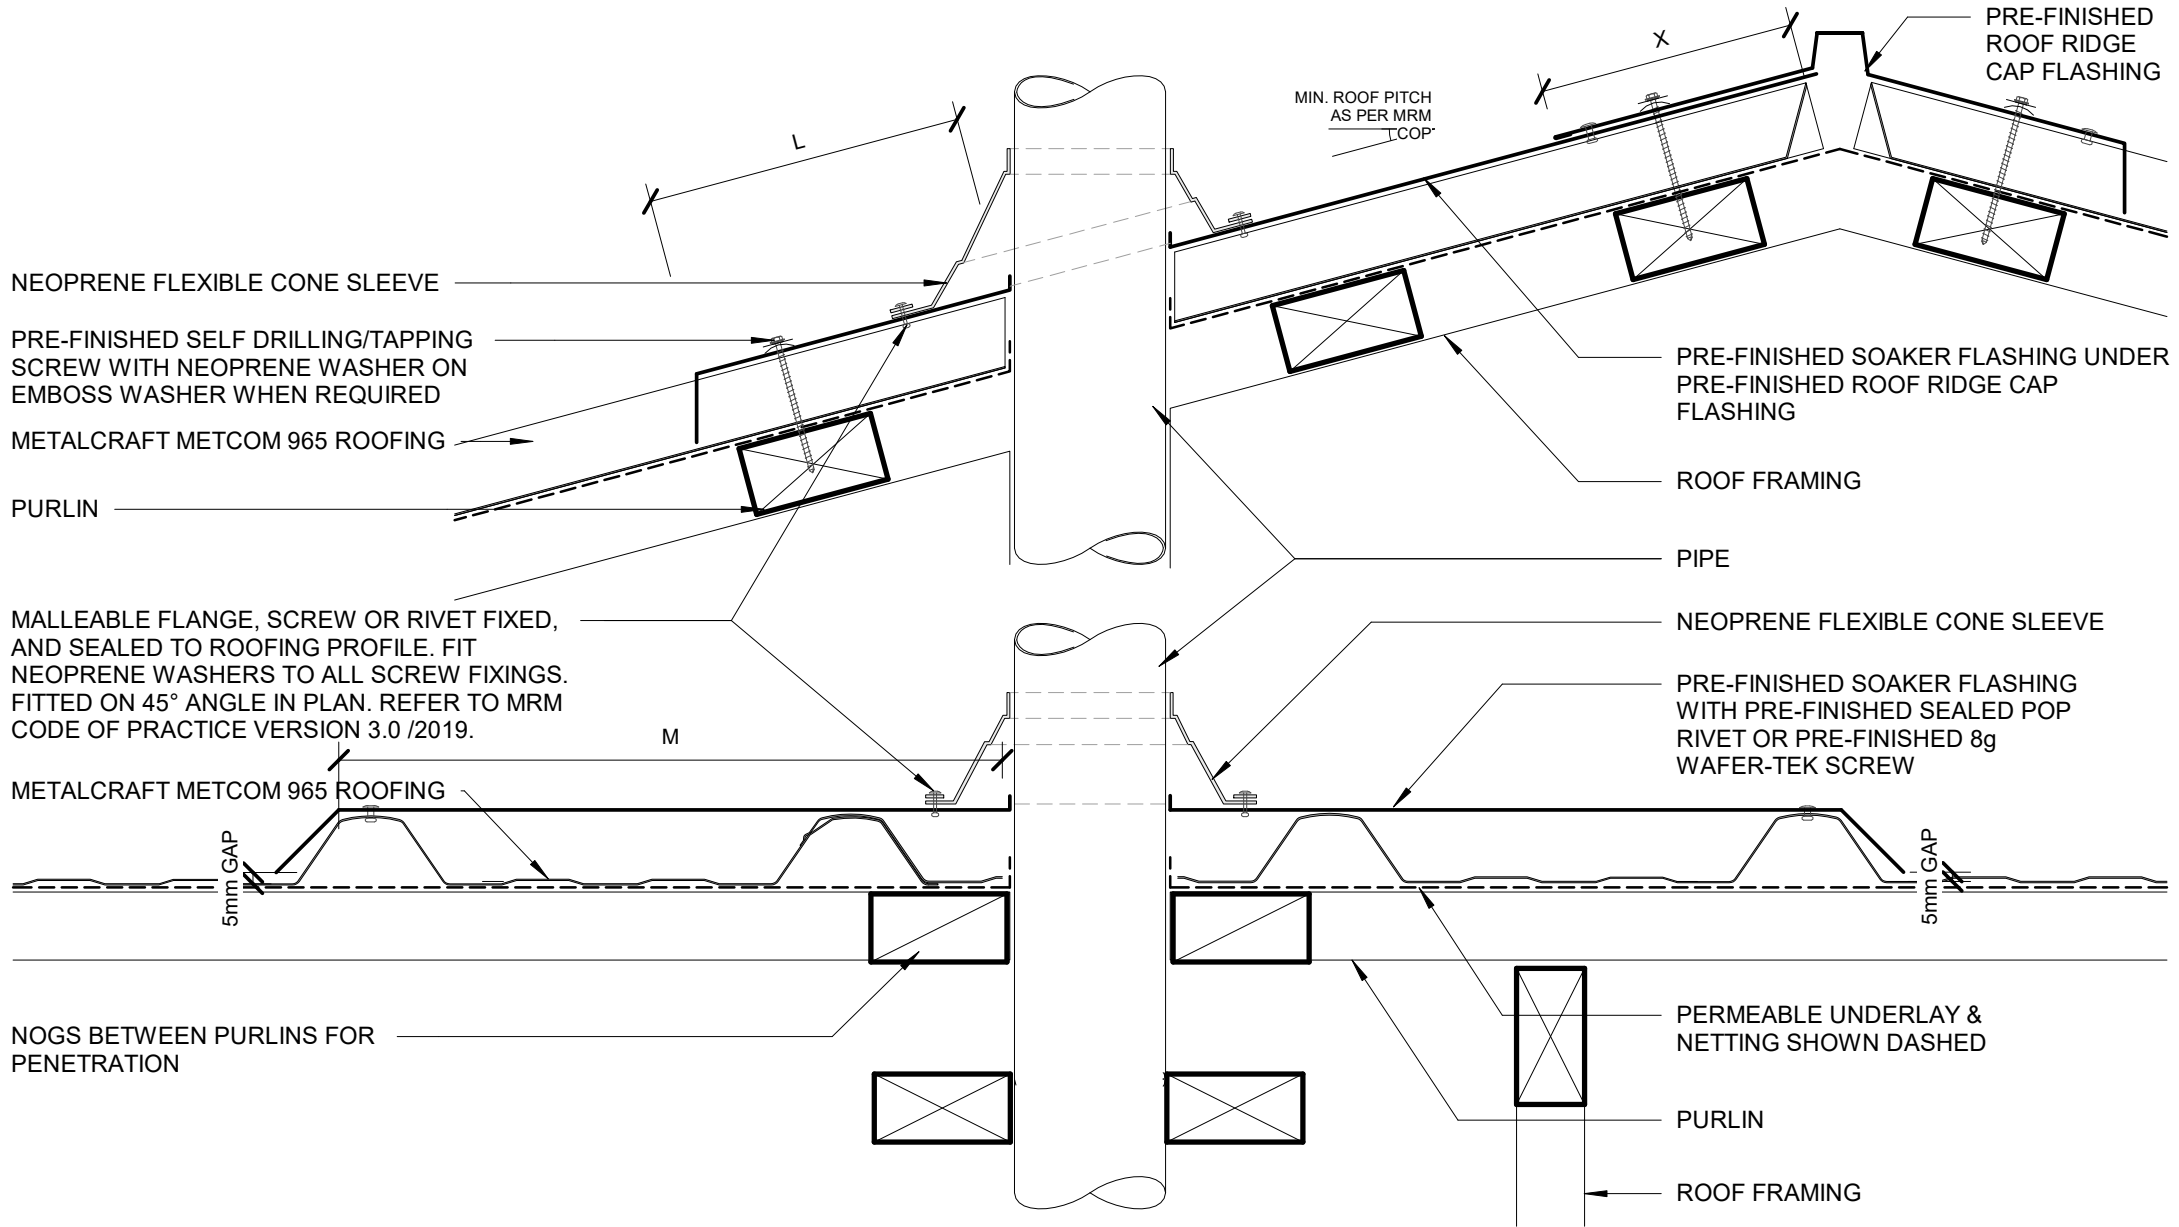 PRE-FINISHED
ROOF RIDGE
CAP FLASHING
X
MIN. ROOF PITCH
AS PER MRM
COP
L
NEOPRENE FLEXIBLE CONE SLEEVE
PRE-FINISHED SELF DRILLING/TAPPING
SCREW WITH NEOPRENE WASHER ON
EMBOSS WASHER WHEN REQUIRED
METALCRAFT METCOM 965 ROOFING
PURLIN
PRE-FINISHED SOAKER FLASHING UNDER
PRE-FINISHED ROOF RIDGE CAP
FLASHING
ROOF FRAMING
PIPE
MALLEABLE FLANGE, SCREW OR RIVET FIXED,
AND SEALED TO ROOFING PROFILE. FIT
NEOPRENE WASHERS TO ALL SCREW FIXINGS.
FITTED ON 45° ANGLE IN PLAN. REFER TO MRM
CODE OF PRACTICE VERSION 3.0 /2019.
M
METALCRAFT METCOM 965 ROOFING
5mm GAP
NEOPRENE FLEXIBLE CONE SLEEVE
PRE-FINISHED SOAKER FLASHING
WITH PRE-FINISHED SEALED POP
RIVET OR PRE-FINISHED 8g
WAFER-TEK SCREW
5mm GAP
NOGS BETWEEN PURLINS FOR
PENETRATION
PERMEABLE UNDERLAY &
NETTING SHOWN DASHED
PURLIN
ROOF FRAMING